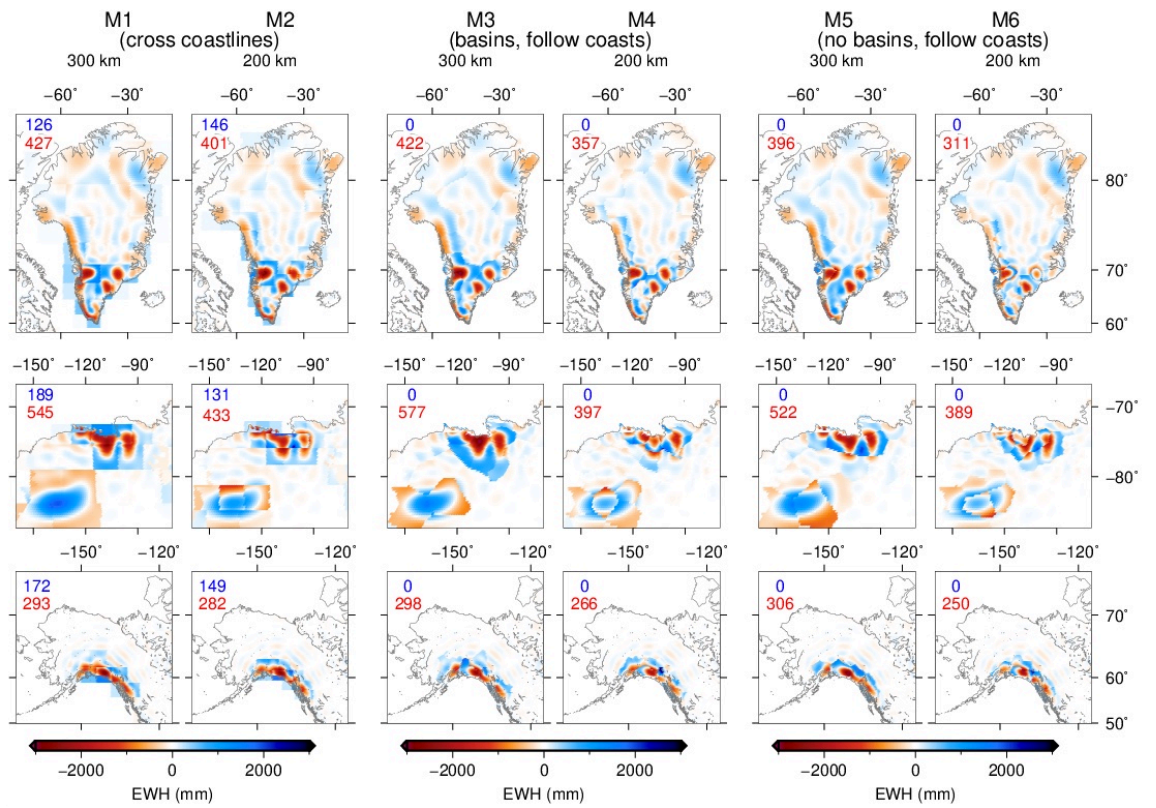 M1 M2 M3 M4 M5 M6
(cross coastlines) (basins, follow coasts) (no basins, follow coasts)
300 km 200 km 300 km 200 km 300 km 200 km
−60˚ −30˚ −60˚ −30˚ −60˚ −30˚ −60˚ −30˚ −60˚ −30˚ −60˚ −30˚
126 146 0 0 0 0
427 401 422 357 396 311
80˚
70˚
60˚
−150˚ −120˚ −90˚ −150˚ −120˚ −90˚ −150˚ −120˚ −90˚ −150˚ −120˚ −90˚ −150˚ −120˚ −90˚ −150˚ −120˚ −90˚
189 131 0 0 0 0
545 433 577 397 522 389
−70˚
−80˚
−150˚ −120˚ −150˚ −120˚ −150˚ −120˚ −150˚ −120˚ −150˚ −120˚ −150˚ −120˚
172 149 0 0 0 0
293 282 298 266 306 250
70˚
60˚
50˚
−2000 0 2000 −2000 0 2000 −2000 0 2000
EWH (mm) EWH (mm) EWH (mm)